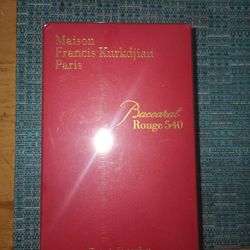 Maison
Francis Kurkdjian
Paris
Baccarat
Rouge 540